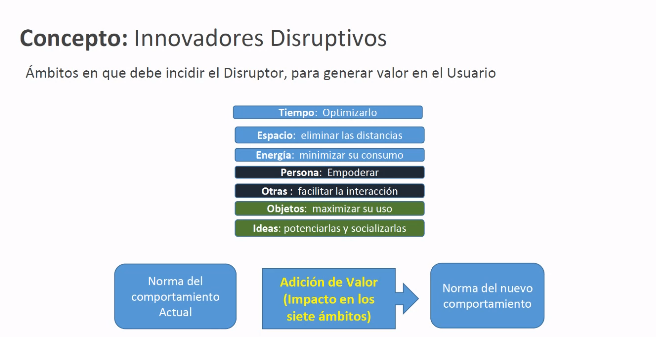 Concepto: Innovadores Disruptivos
Ámbitos en que debe incidir el Disruptor, para generar valor en el Usuario
Tiempo: Optimizarlo
Espacio: eliminar las distancias
Energía: minimizar su consumo
Persona: Empoderar
Otras : facilitar la interacción
Objetos: maximizar su uso
Ideas: potenciarlas y socializarlas
Norma del
comportamiento
Actual
Adición de Valor
(Impacto en los
siete ámbitos)
Norma del nuevo
comportamiento